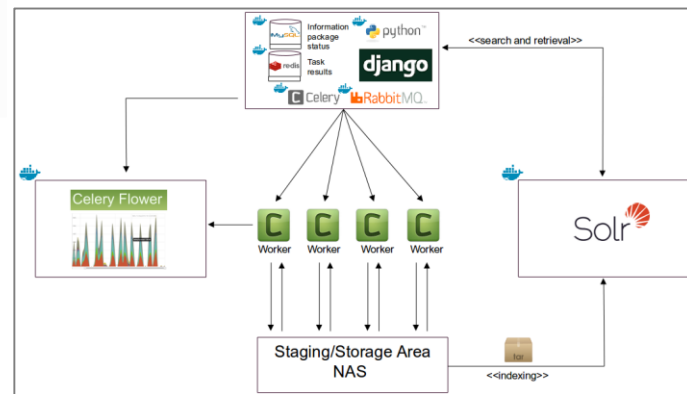 MySQL
Information
package
status
python™
redis
Task
results
django
Celery
RabbitMQ
<<search and retrieval>>
Celery Flower
C
C
C
C
Worker
Worker
Worker
Worker
Solr
Staging/Storage Area
NAS
tar
<<indexing>>